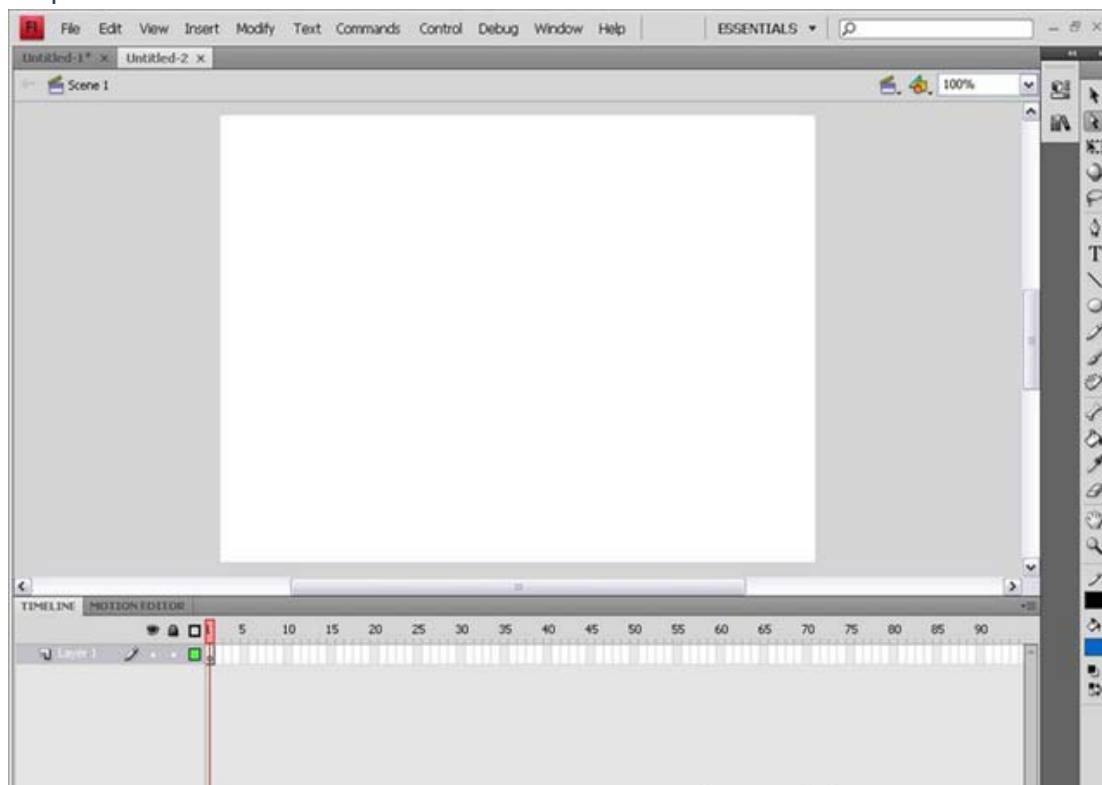 Fl File Edit View Insert Modify Text Commands Control Debug Window Help ESSENTIALS
Untitled-1* × Untitled-2 ×
Scene 1 100%
T
TIMELINE MOTION EDITOR
1 5 10 15 20 25 30 35 40 45 50 55 60 65 70 75 80 85 90
Layer 1